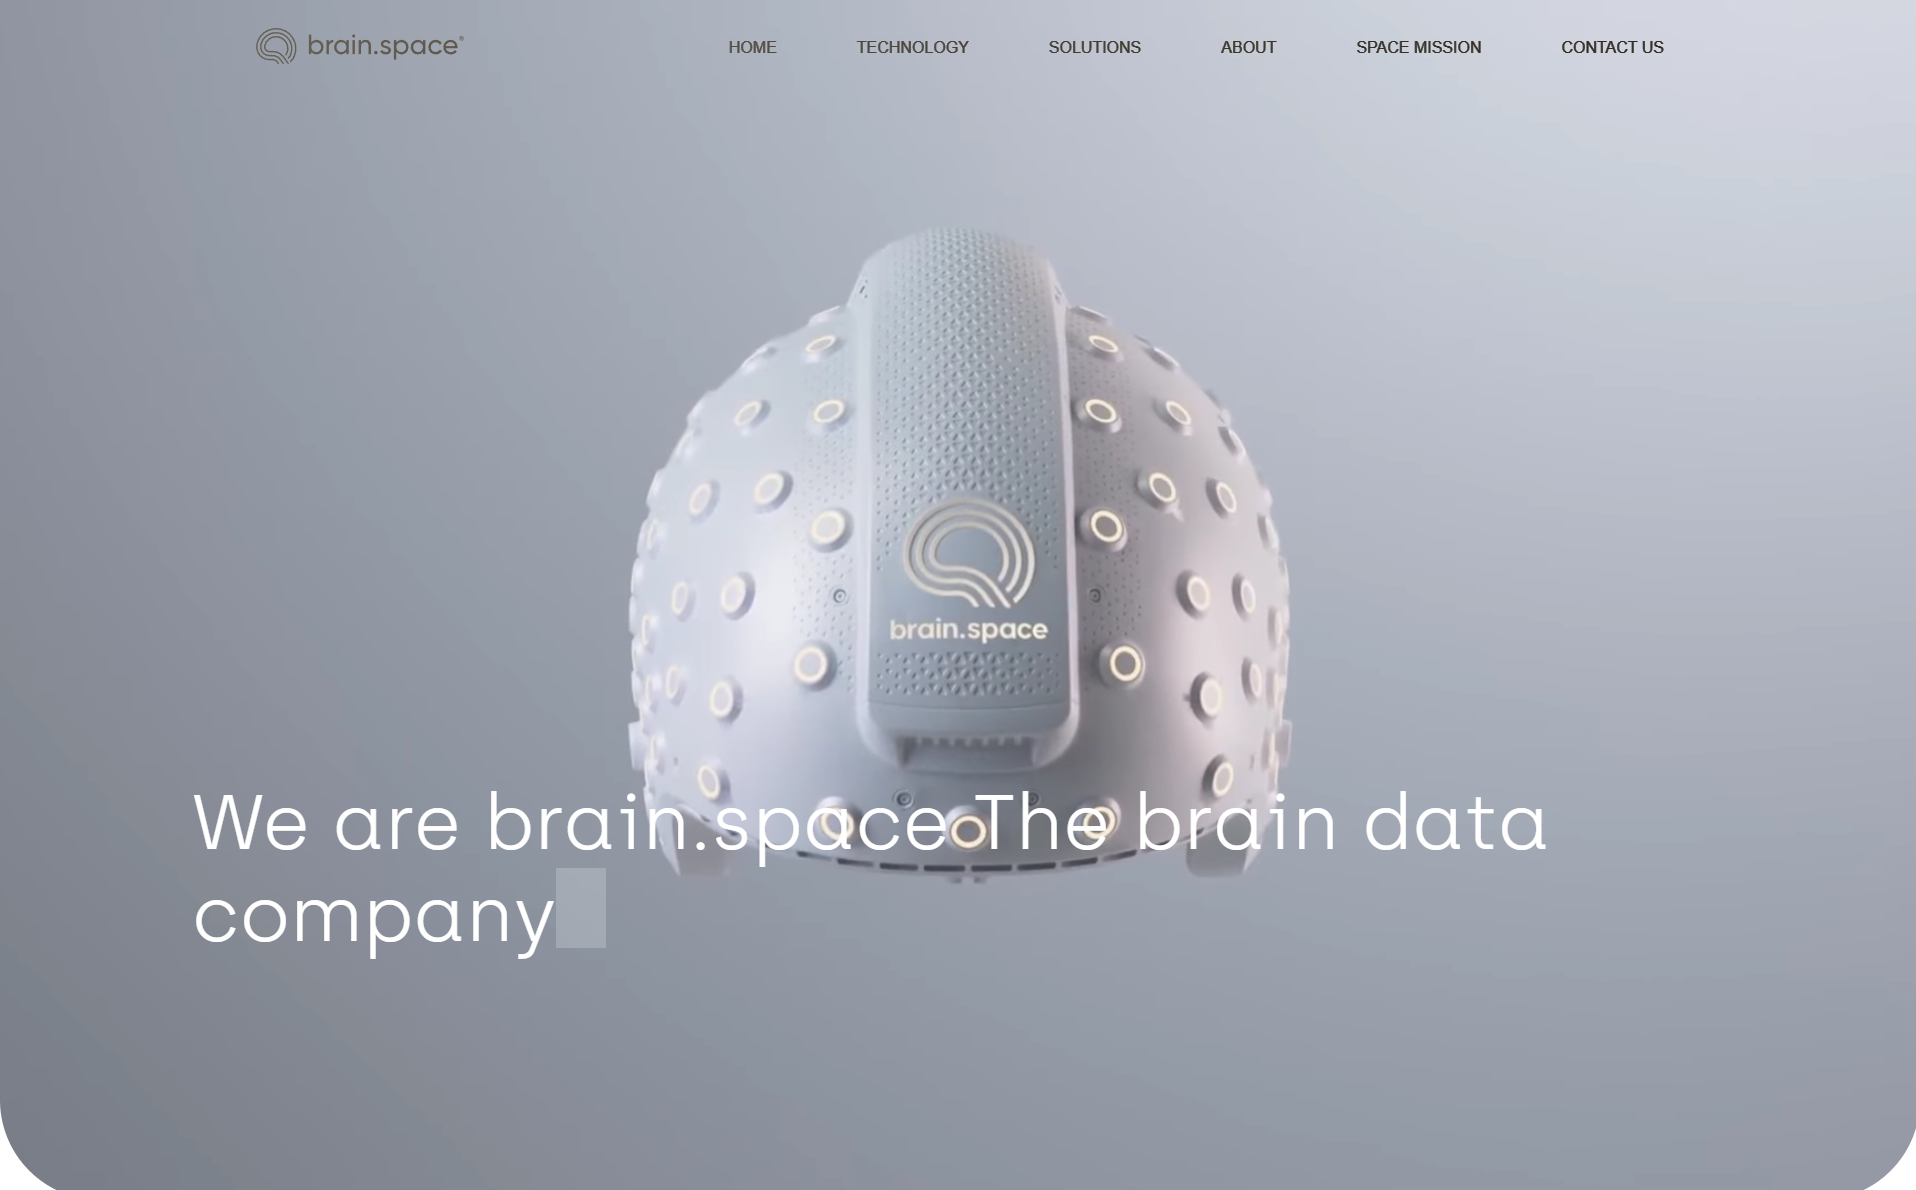 brain.space®
HOME
TECHNOLOGY
SOLUTIONS
ABOUT
SPACE MISSION
CONTACT US
brain.space
We are brain.space The brain data
company